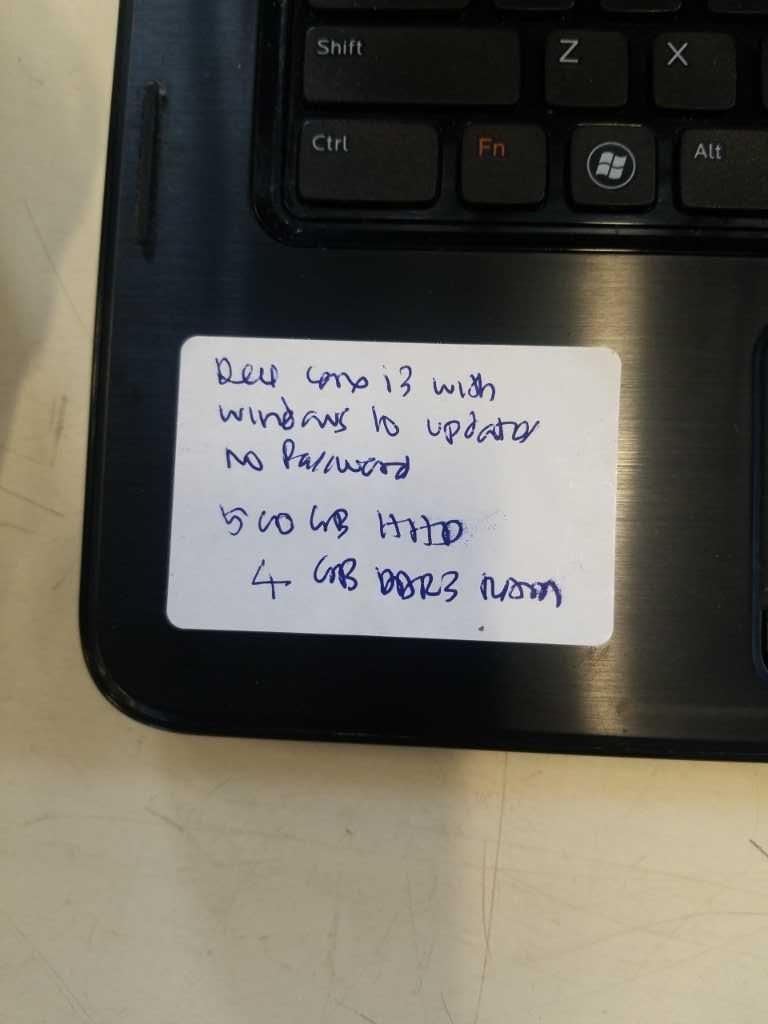 Shift
Z
X
Ctrl
Fn
Alt
Dell core i3 with
windows 10 updated
no Password
500 GB HDD
4 GB DDR3 RAM